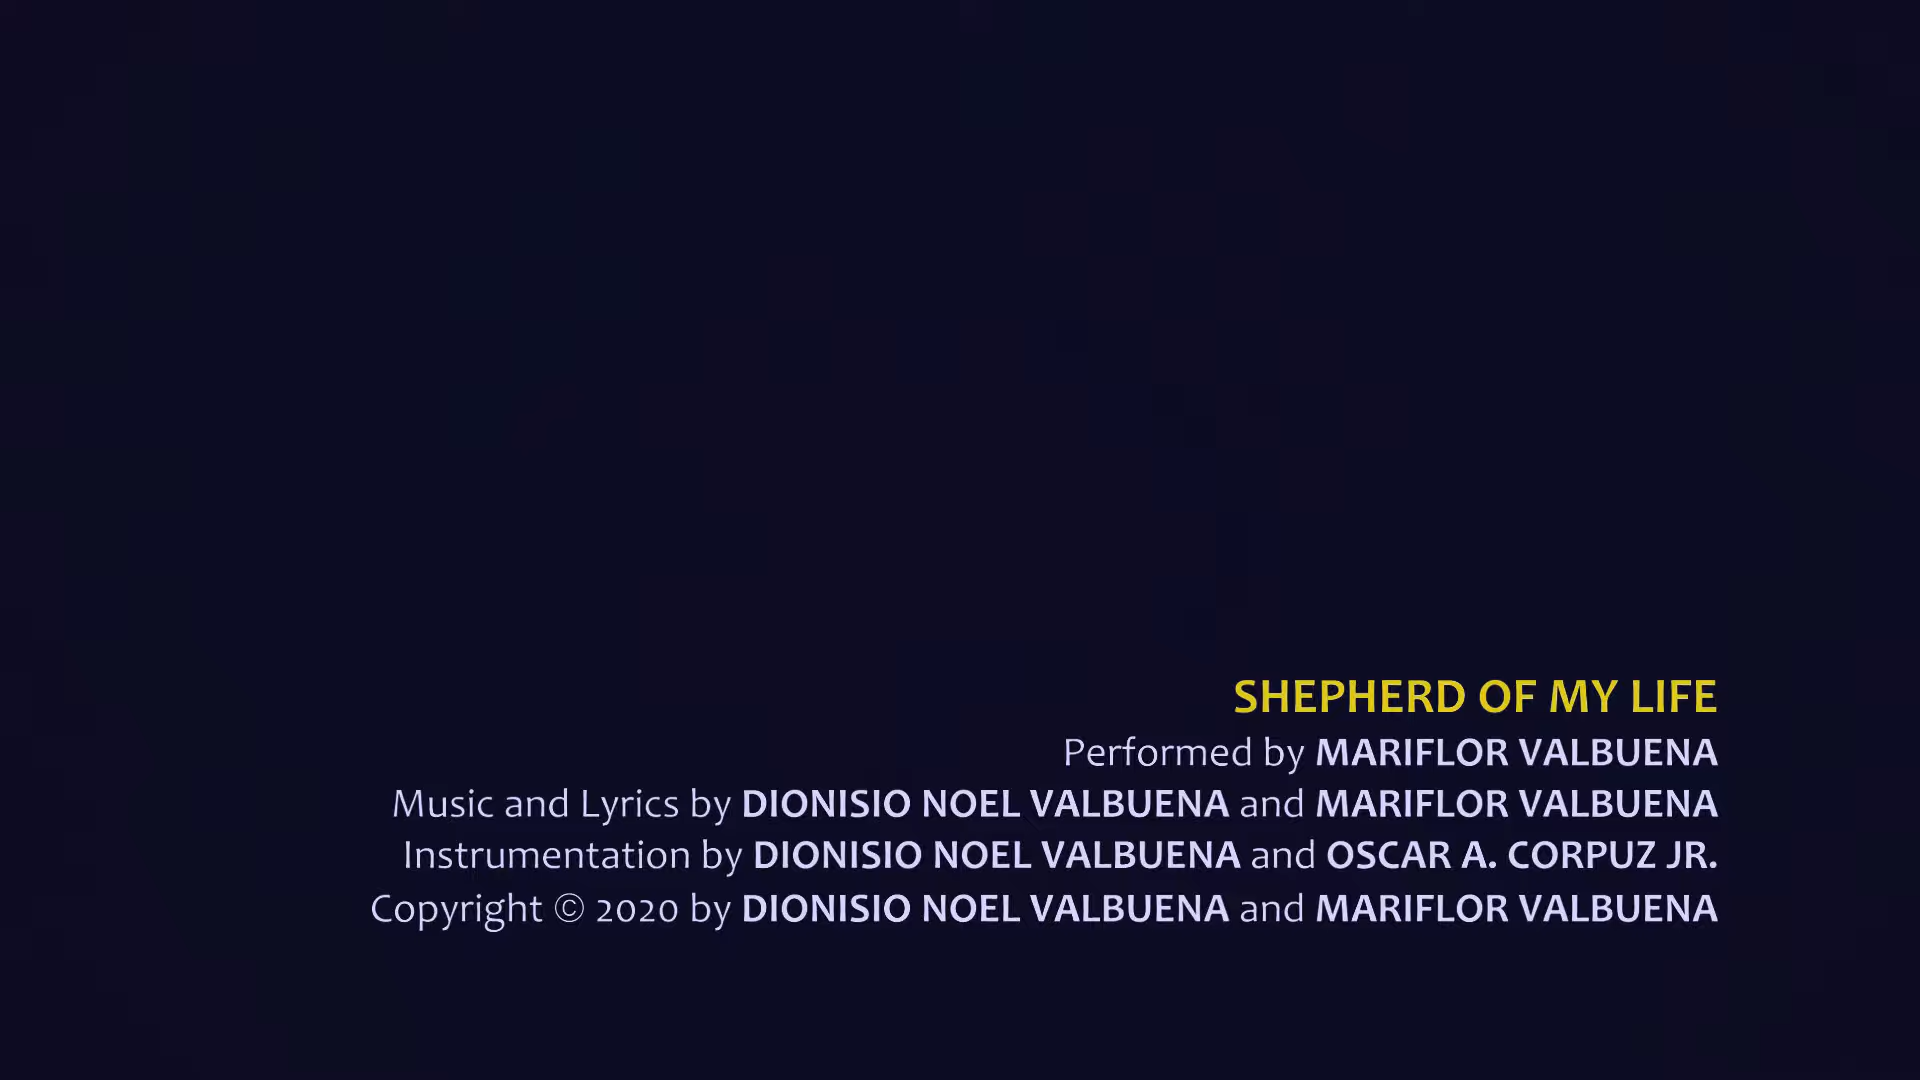 SHEPHERD OF MY LIFE
Performed by MARIFLOR VALBUENA
Music and Lyrics by DIONISIO NOEL VALBUENA and MARIFLOR VALBUENA
Instrumentation by DIONISIO NOEL VALBUENA and OSCAR A. CORPUZ JR.
Copyright © 2020 by DIONISIO NOEL VALBUENA and MARIFLOR VALBUENA